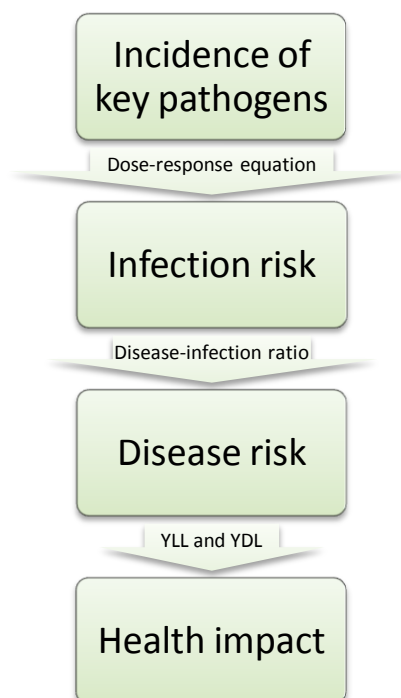 Incidence of
key pathogens
Dose-response equation
Infection risk
Disease-infection ratio
Disease risk
YLL and YDL
Health impact